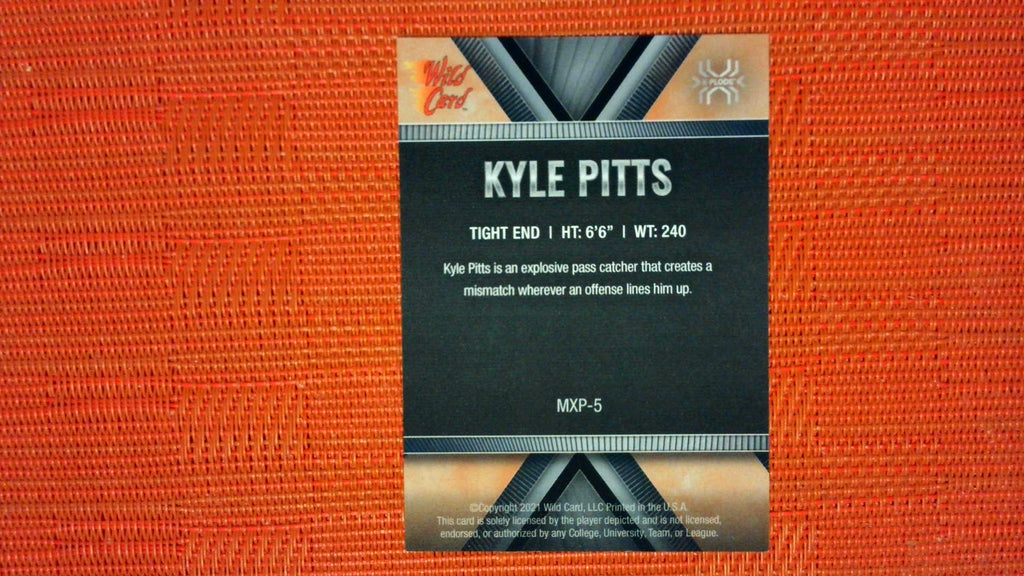 Wild
Card
X-PLODE
KYLE PITTS
TIGHT END | HT: 6'6" | WT: 240
Kyle Pitts is an explosive pass catcher that creates a
mismatch wherever an offense lines him up.
MXP-5
©Copyright 2021 Wild Card, LLC Printed in the U.S.A.
This card is solely licensed by the player depicted and is not licensed,
endorsed, or authorized by any College, University, Team, or League.